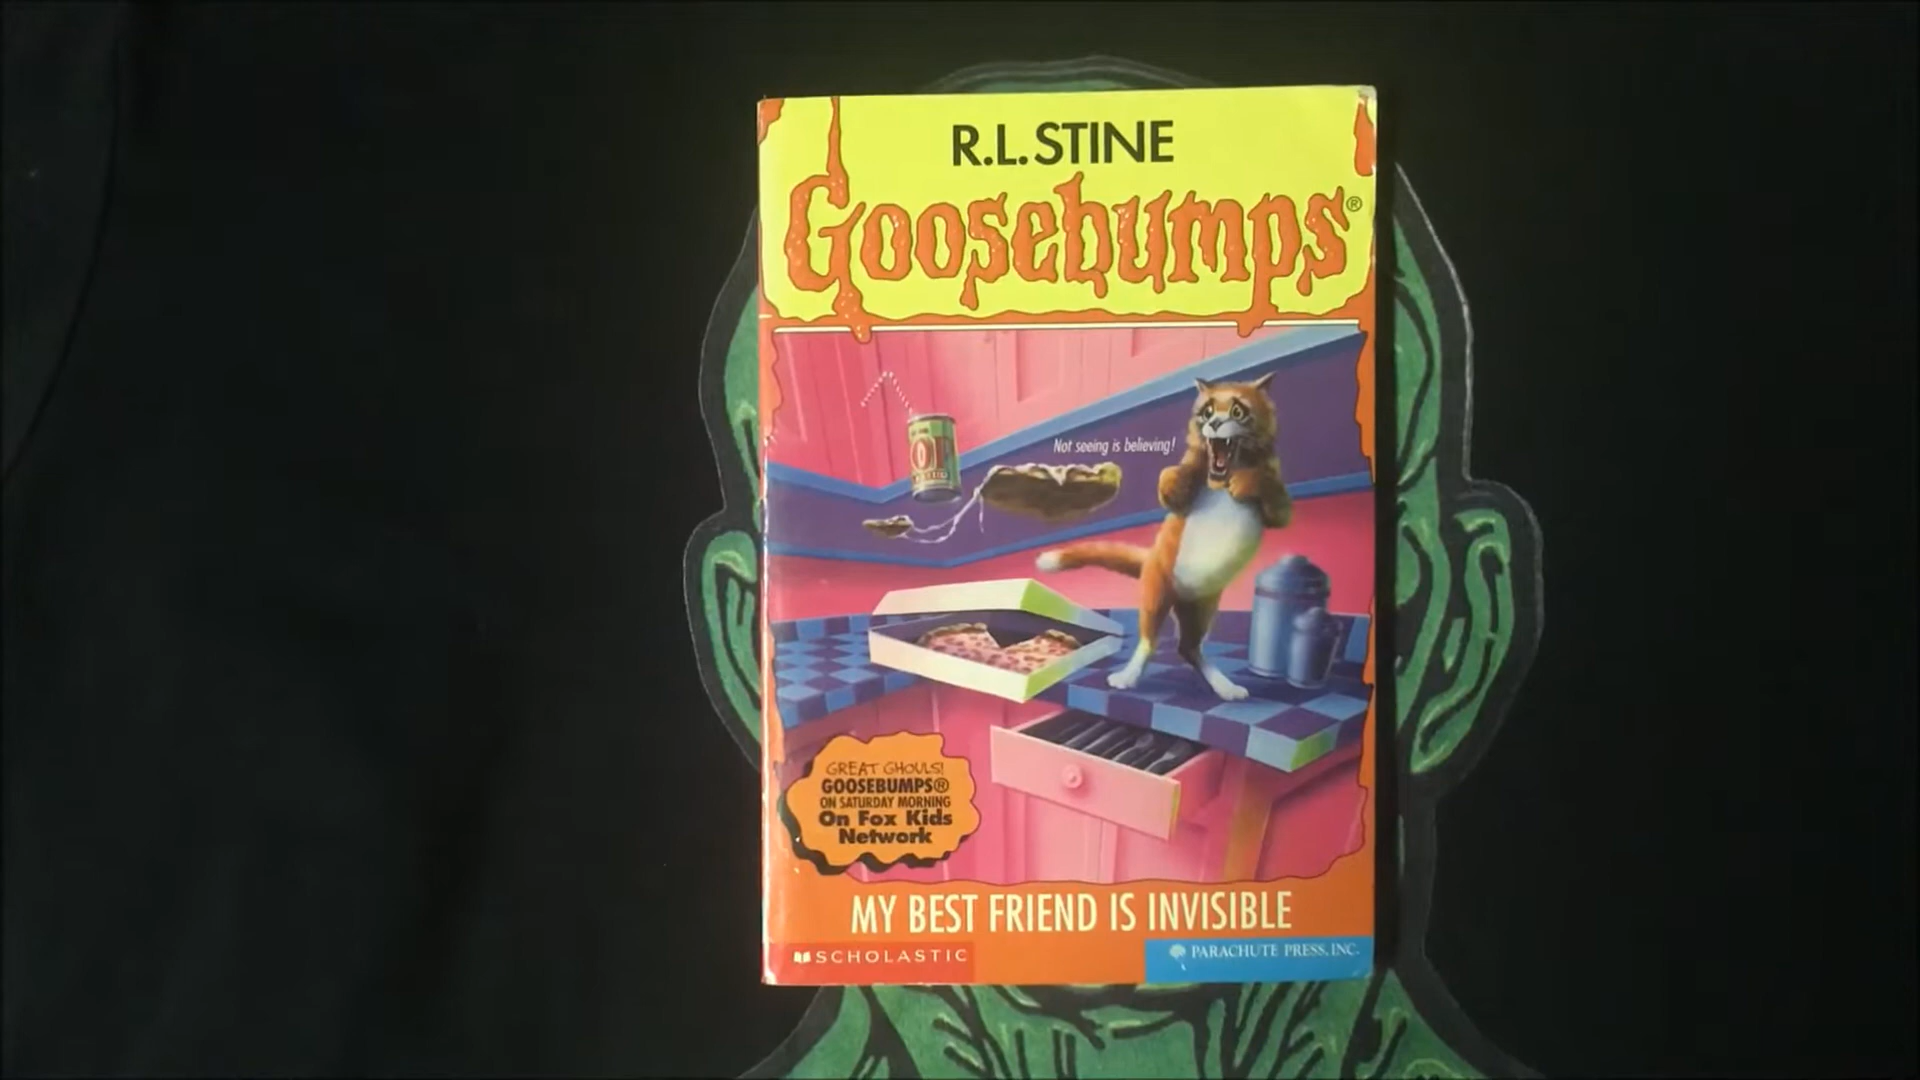 R.L. STINE
Goosebumps®
Not seeing is believing!
GREAT GHOULS!
GOOSEBUMPS®
ON SATURDAY MORNING
On Fox Kids
Network
MY BEST FRIEND IS INVISIBLE
SCHOLASTIC
PARACHUTE PRESS, INC.